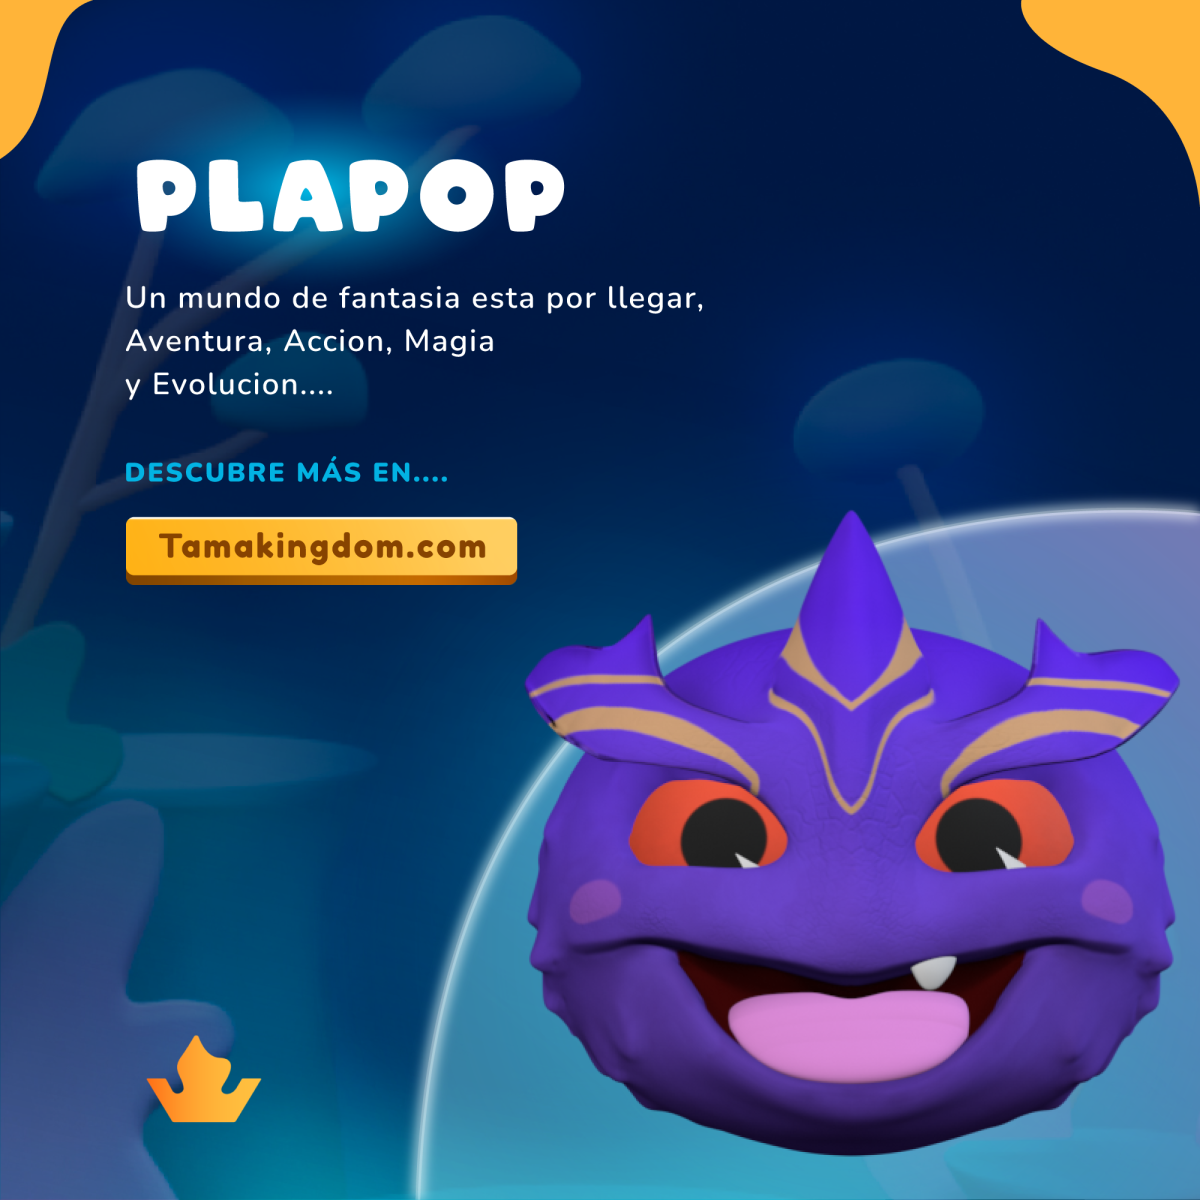 PLAPOP
Un mundo de fantasia esta por llegar,
Aventura, Accion, Magia
y Evolucion....
DESCUBRE MÁS EN....
Tamakingdom.com